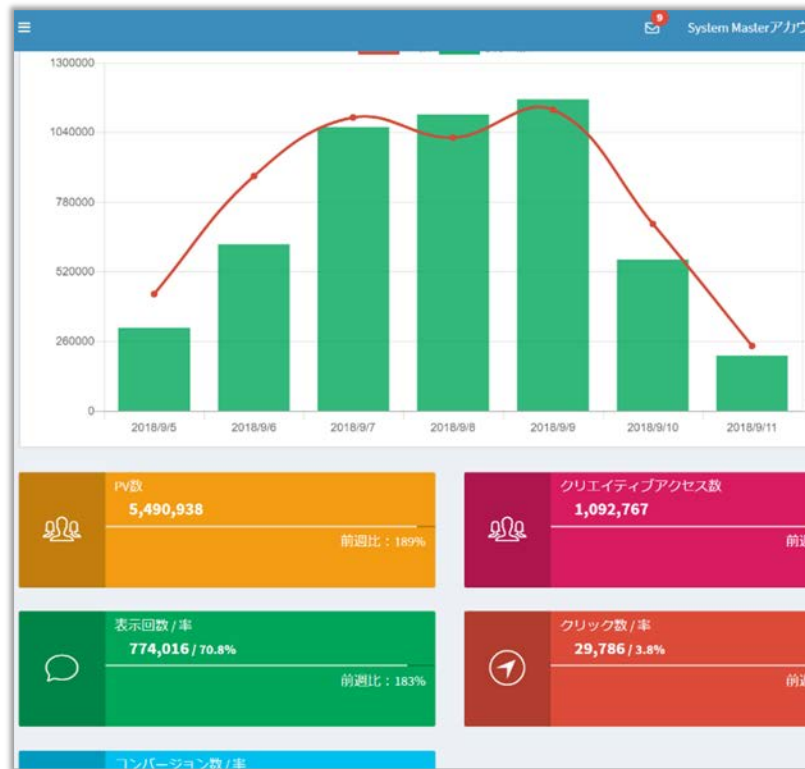 9
System Masterアカウ
1300000
1040000
780000
520000
260000
0
2018/9/5 2018/9/6 2018/9/7 2018/9/8 2018/9/9 2018/9/10 2018/9/11
PV数
5,490,938
前週比：189%
クリエイティブアクセス数
1,092,767
前週
表示回数 / 率
774,016 / 70.8%
前週比：183%
クリック数 / 率
29,786 / 3.8%
前週
コンバージョン数 / 率